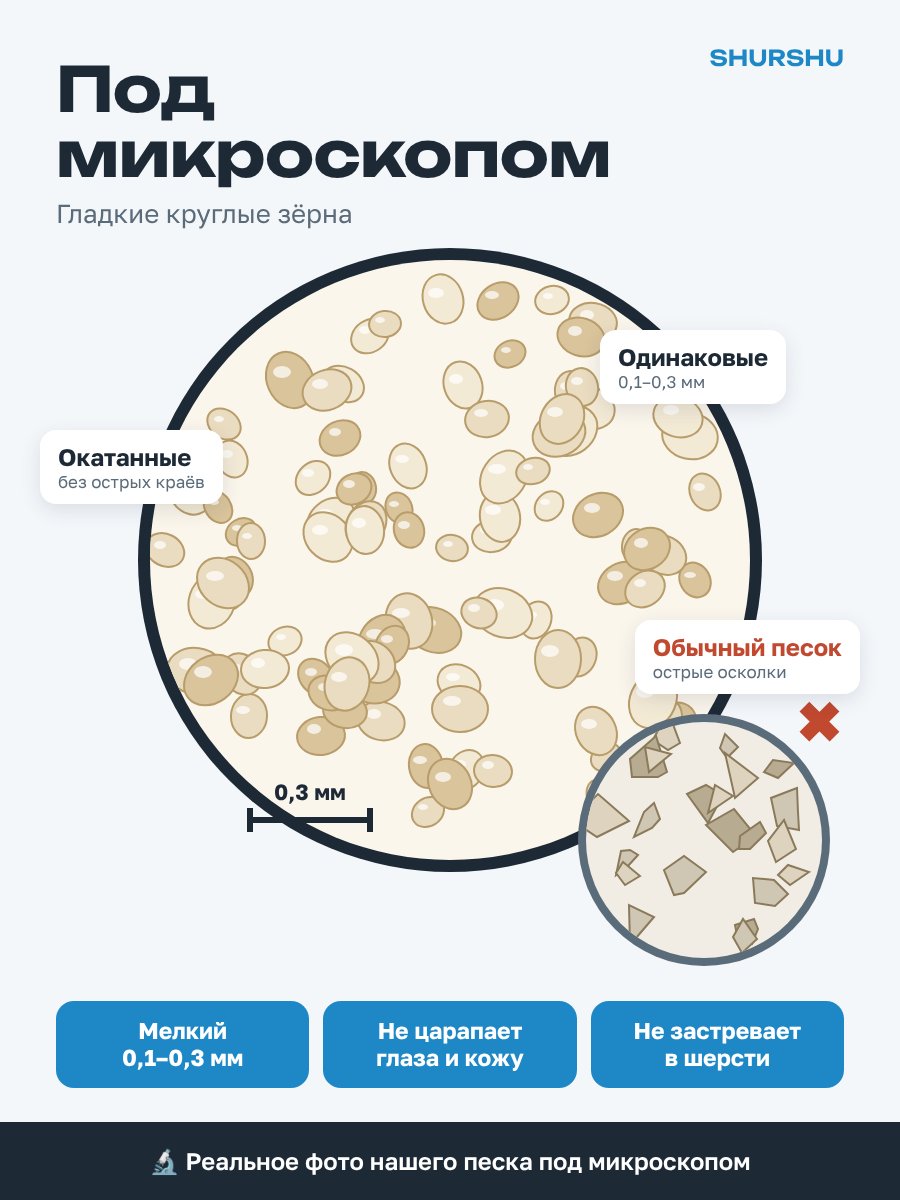 SHURSHU
Под
микроскопом
Гладкие круглые зёрна
Одинаковые
0,1–0,3 мм
Окатанные
без острых краёв
Обычный песок
острые осколки
0,3 мм
Мелкий
0,1–0,3 мм
Не царапает
глаза и кожу
Не застревает
в шерсти
🔬 Реальное фото нашего песка под микроскопом